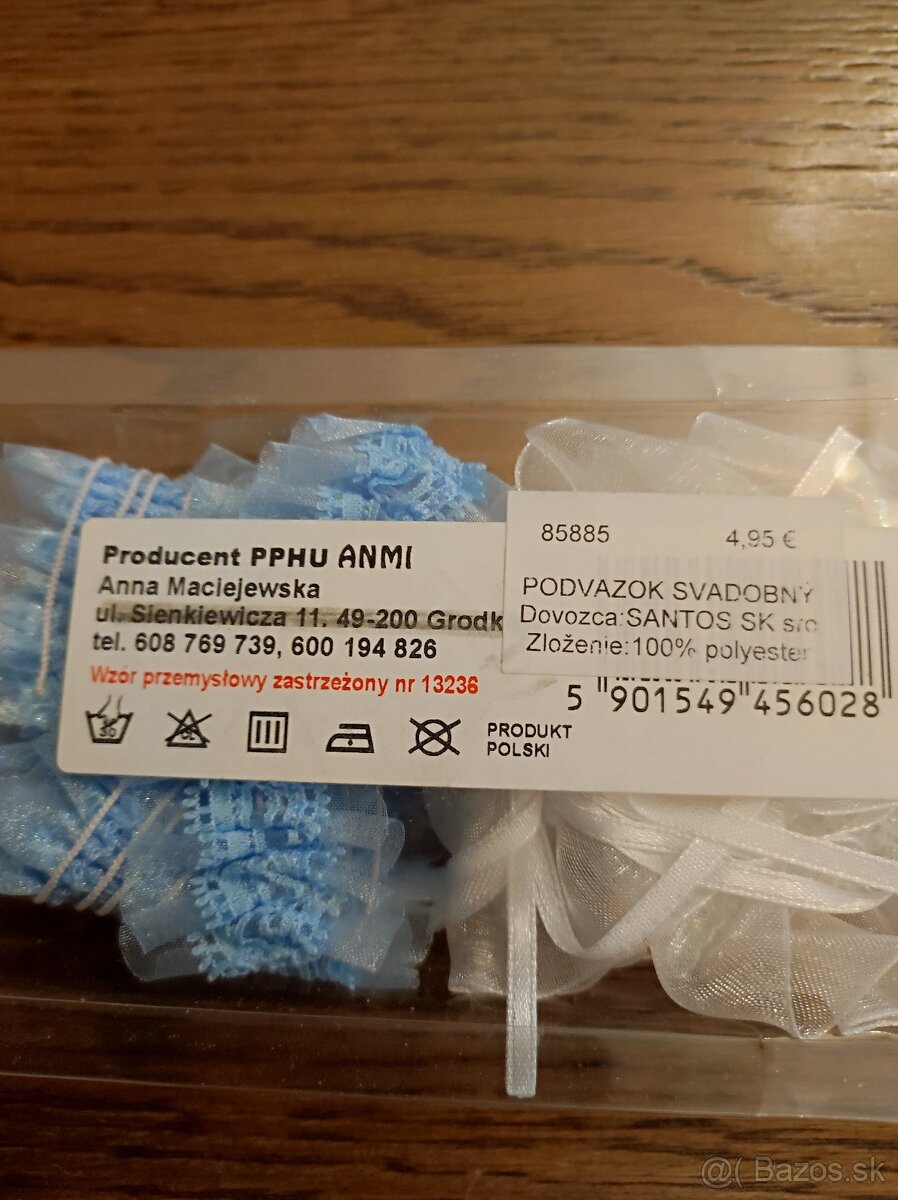 Producent PPHU ANMI
Anna Maciejewska
ul. Sienkiewicza 11. 49-200 Grodk
tel. 608 769 739, 600 194 826
Wzór przemysłowy zastrzeżony nr 13236
30
CL
PRODUKT
POLSKI
85885 4,95 €
PODVAZOK SVADOBNÝ
Dovozca:SANTOS SK s/o
Zloženie:100% polyester
5 901549 456028
@( Bazos.sk